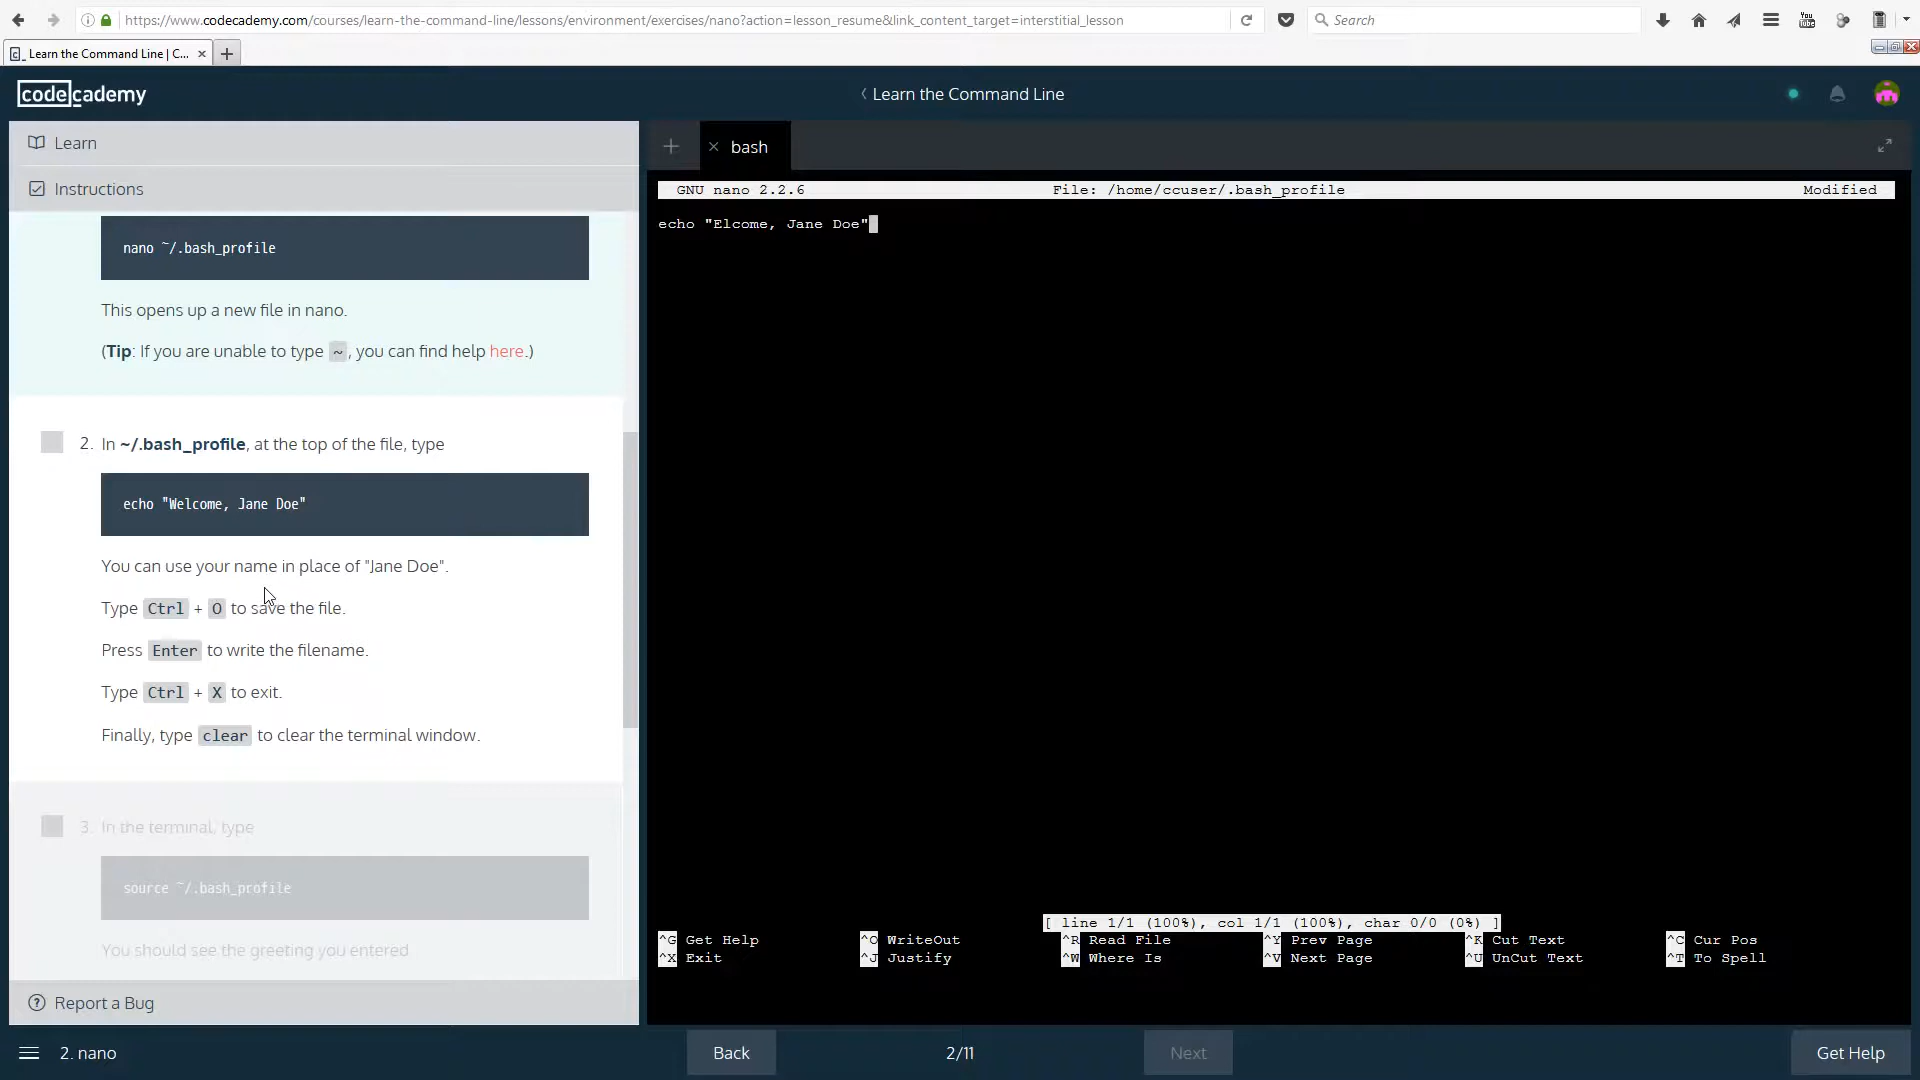 https://www.codecademy.com/courses/learn-the-command-line/lessons/environment/exercises/nano?action=lesson_resume&link_content_target=interstitial_lesson
Search
You Tube
Learn the Command Line | C...
codecademy
Learn the Command Line
Learn
bash
Instructions
GNU nano 2.2.6 File: /home/ccuser/.bash_profile Modified
echo "Elcome, Jane Doe"
nano ~/.bash_profile
This opens up a new file in nano.
(Tip: If you are unable to type ~, you can find help here.)
2. In ~/.bash_profile, at the top of the file, type
echo "Welcome, Jane Doe"
You can use your name in place of "Jane Doe".
Type Ctrl + O to save the file.
Press Enter to write the filename.
Type Ctrl + X to exit.
Finally, type clear to clear the terminal window.
3. In the terminal, type
source ~/.bash_profile
You should see the greeting you entered
[ line 1/1 (100%), col 1/1 (100%), char 0/0 (0%) ]
^G Get Help ^O WriteOut ^R Read File ^Y Prev Page ^K Cut Text ^C Cur Pos
^X Exit ^J Justify ^W Where Is ^V Next Page ^U UnCut Text ^T To Spell
Report a Bug
2. nano
Back
2/11
Next
Get Help